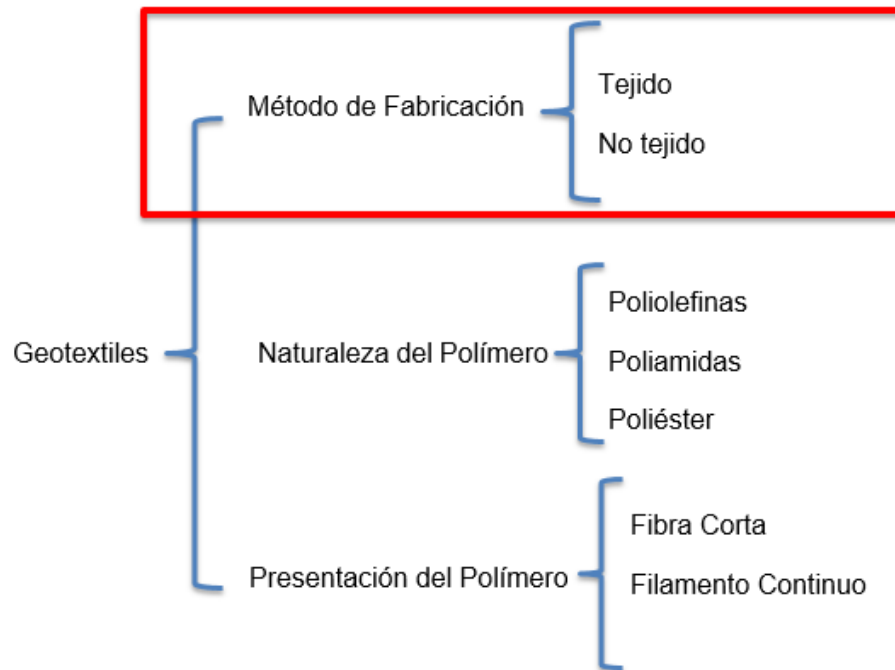 Geotextiles
Método de Fabricación
Tejido
No tejido
Naturaleza del Polímero
Poliolefinas
Poliamidas
Poliéster
Presentación del Polímero
Fibra Corta
Filamento Continuo